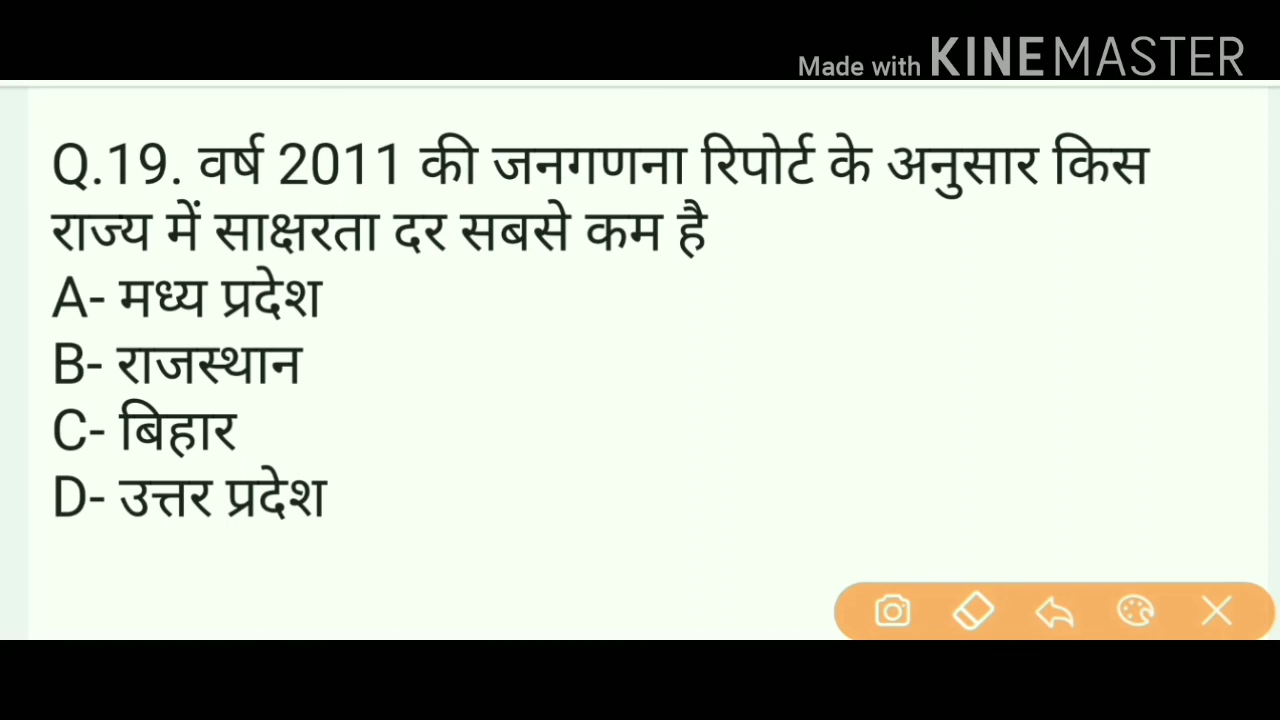 Made with KINEMASTER
Q.19. वर्ष 2011 की जनगणना रिपोर्ट के अनुसार किस
राज्य में साक्षरता दर सबसे कम है
A- मध्य प्रदेश
B- राजस्थान
C- बिहार
D- उत्तर प्रदेश